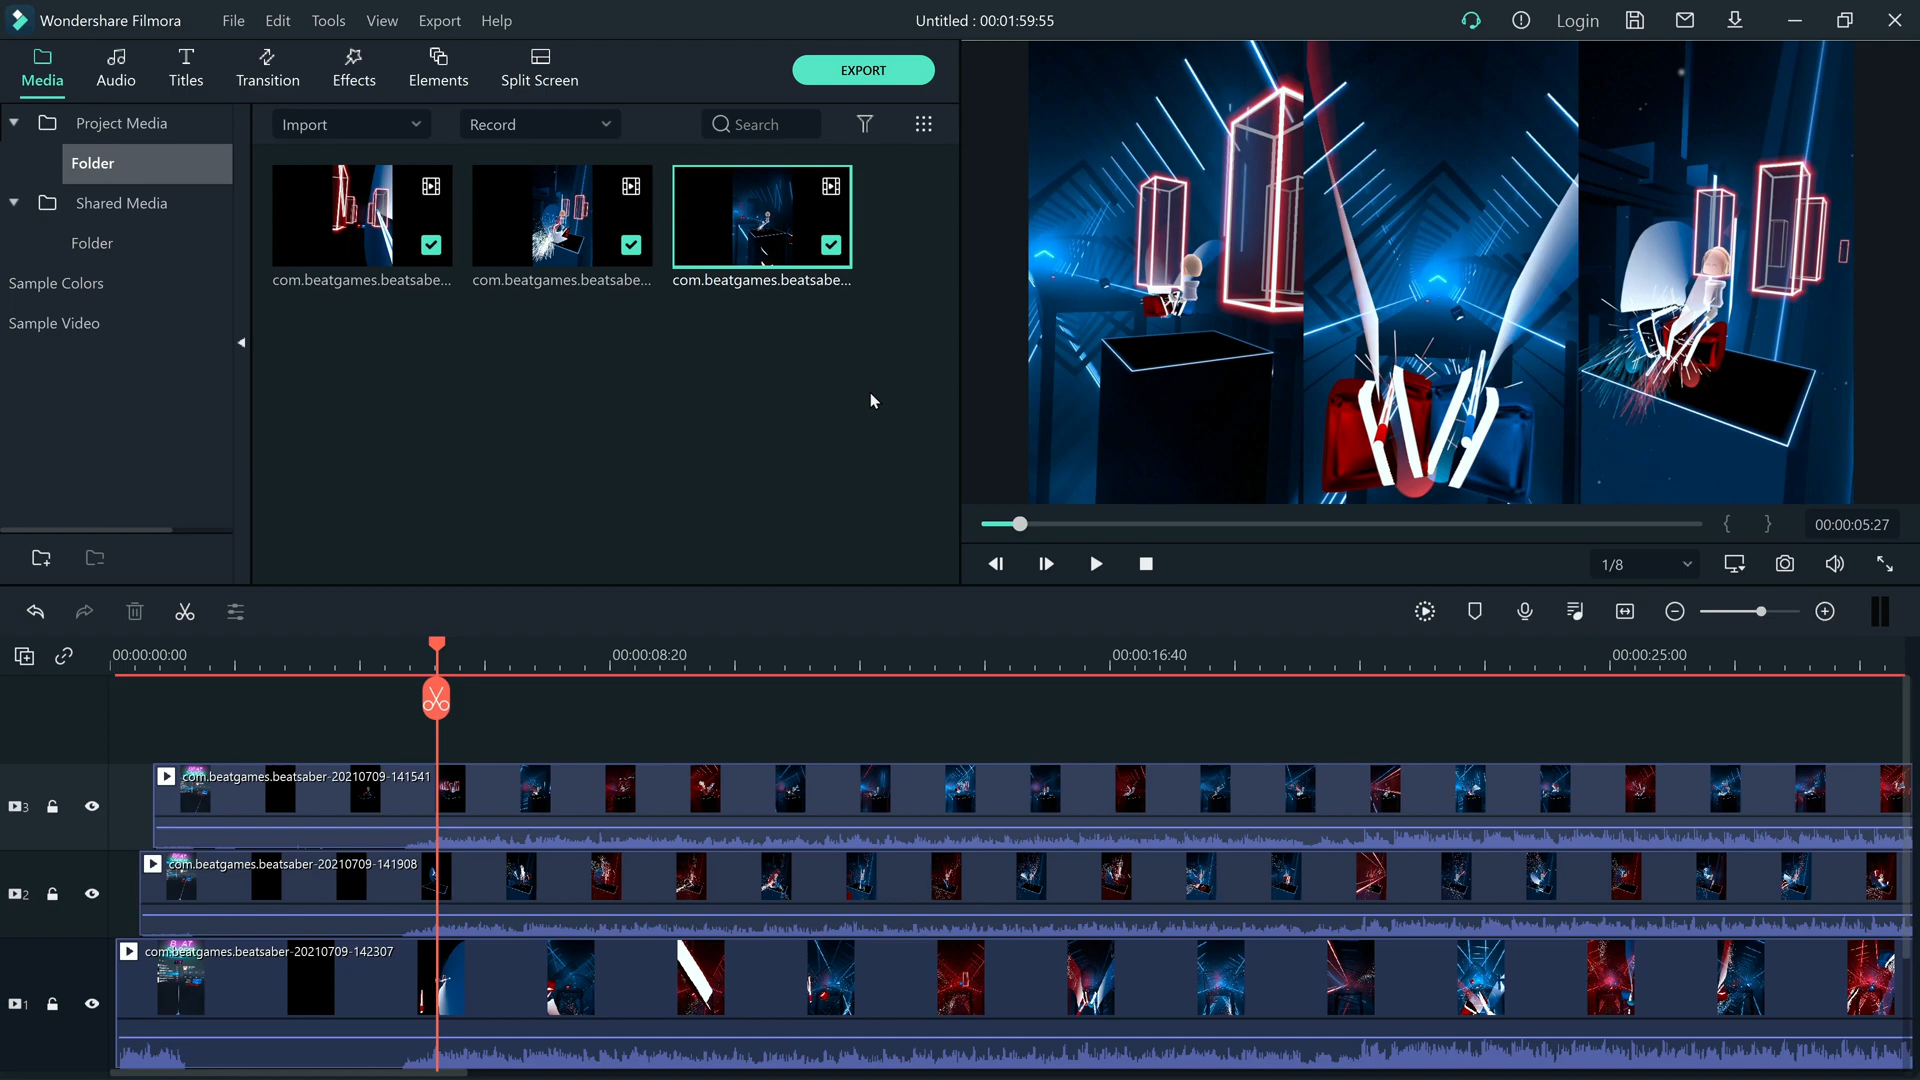 Wondershare Filmora File Edit Tools View Export Help Untitled : 00:01:59:55 Login
Media Audio Titles Transition Effects Elements Split Screen EXPORT
Project Media
Folder
Shared Media
Folder
Sample Colors
Sample Video
Import Record Search
com.beatgames.beatsabe... com.beatgames.beatsabe... com.beatgames.beatsabe...
{ } 00:00:05:27
1/8
00:00:00:00 00:00:08:20 00:00:16:40 00:00:25:00
3 com.beatgames.beatsaber-20210709-141541
2 com.beatgames.beatsaber-20210709-141908
1 com.beatgames.beatsaber-20210709-142307